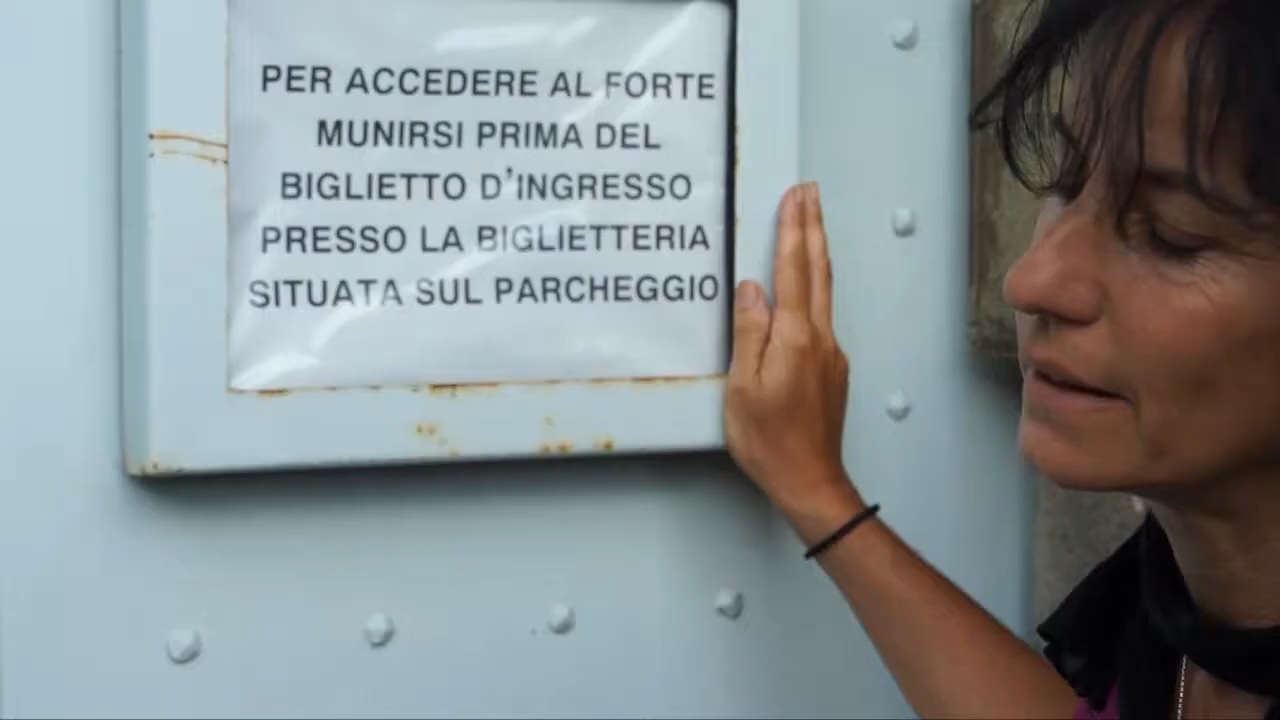 PER ACCEDERE AL FORTE
MUNIRSI PRIMA DEL
BIGLIETTO D'INGRESSO
PRESSO LA BIGLIETTERIA
SITUATA SUL PARCHEGGIO